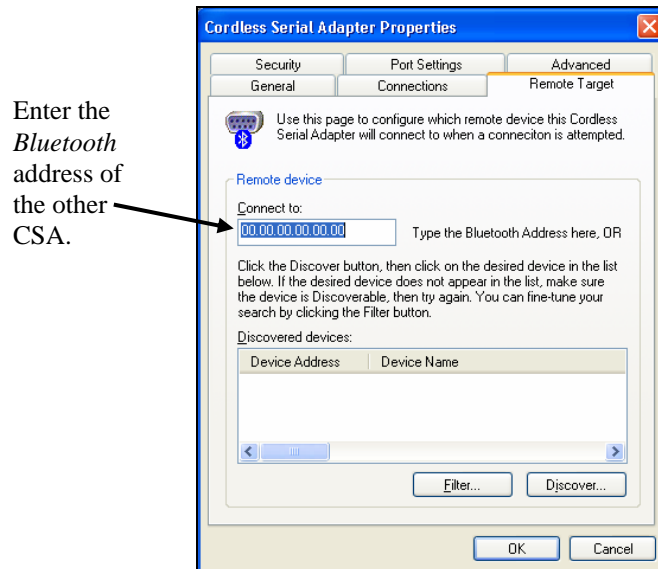 Cordless Serial Adapter Properties
Security
Port Settings
Advanced
General
Connections
Remote Target
Enter the
Bluetooth
address of
the other
CSA.
Use this page to configure which remote device this Cordless
Serial Adapter will connect to when a conneciton is attempted.
Remote device
Connect to:
00.00.00.00.00.00
Type the Bluetooth Address here, OR
Click the Discover button, then click on the desired device in the list
below. If the desired device does not appear in the list, make sure
the device is Discoverable, then try again. You can fine-tune your
search by clicking the Filter button.
Discovered devices:
Device Address
Device Name
Filter...
Discover...
OK
Cancel